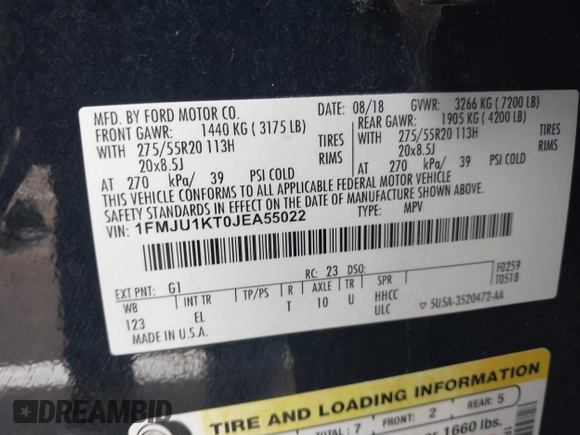 MFD. BY FORD MOTOR CO.
DATE: 08/18 GVWR: 3266 KG ( 7200 LB)
FRONT GAWR: 1440 KG ( 3175 LB) REAR GAWR: 1905 KG ( 4200 LB)
WITH 275/55R20 113H TIRES WITH 275/55R20 113H TIRES
20x8.5J RIMS 20x8.5J RIMS
AT 270 kPa/ 39 PSI COLD AT 270 kPa/ 39 PSI COLD
THIS VEHICLE CONFORMS TO ALL APPLICABLE FEDERAL MOTOR VEHICLE
SAFETY STANDARDS IN EFFECT ON THE DATE OF MANUFACTURE SHOWN ABOVE.
VIN: 1FMJU1KT0JEA55022 TYPE: MPV
F0259
T0518
EXT PNT: G1 RC: 23 DSO:
WB INT TR TP/PS R AXLE TR SPR
123 EL T 10 U HHCC
ULC
5U5A-3520472-AA
MADE IN U.S.A.
TIRE AND LOADING INFORMATION
TOTAL : 7 FRONT: 2 REAR: 5
1660 lbs.
DREAMBID